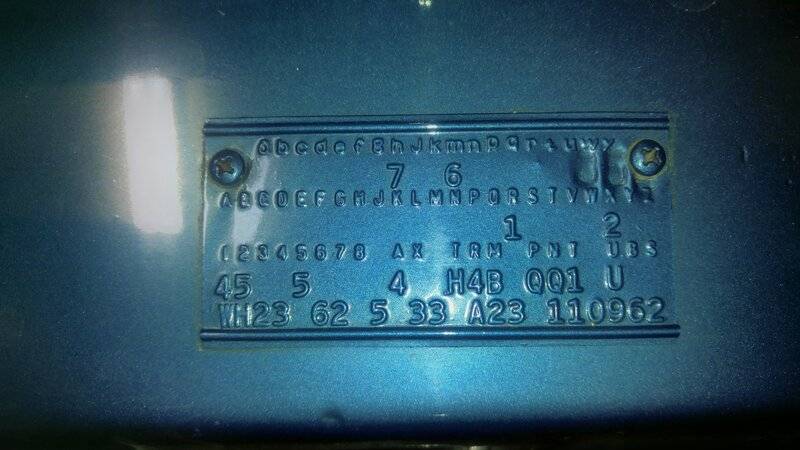 abcdefghJkmnpqrtuwx
7 6
ABCDEFGHJKLMNPQRSTVWXYZ
1 2
12345678 AX TRM PNT UBS
45 5 4 H4B QQ1 U
WH23 62 5 33 A23 110962